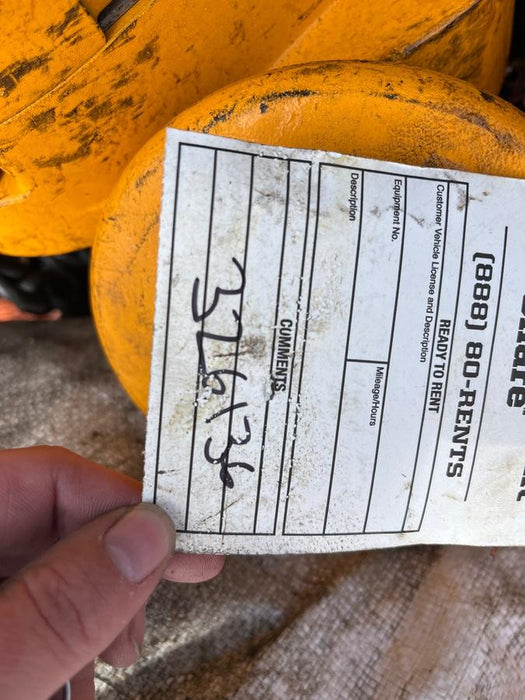 (888) 80-RENTS
READY TO RENT
Customer Vehicle License and Description
Equipment No.
Mileage/Hours
Description
COMMENTS
326136